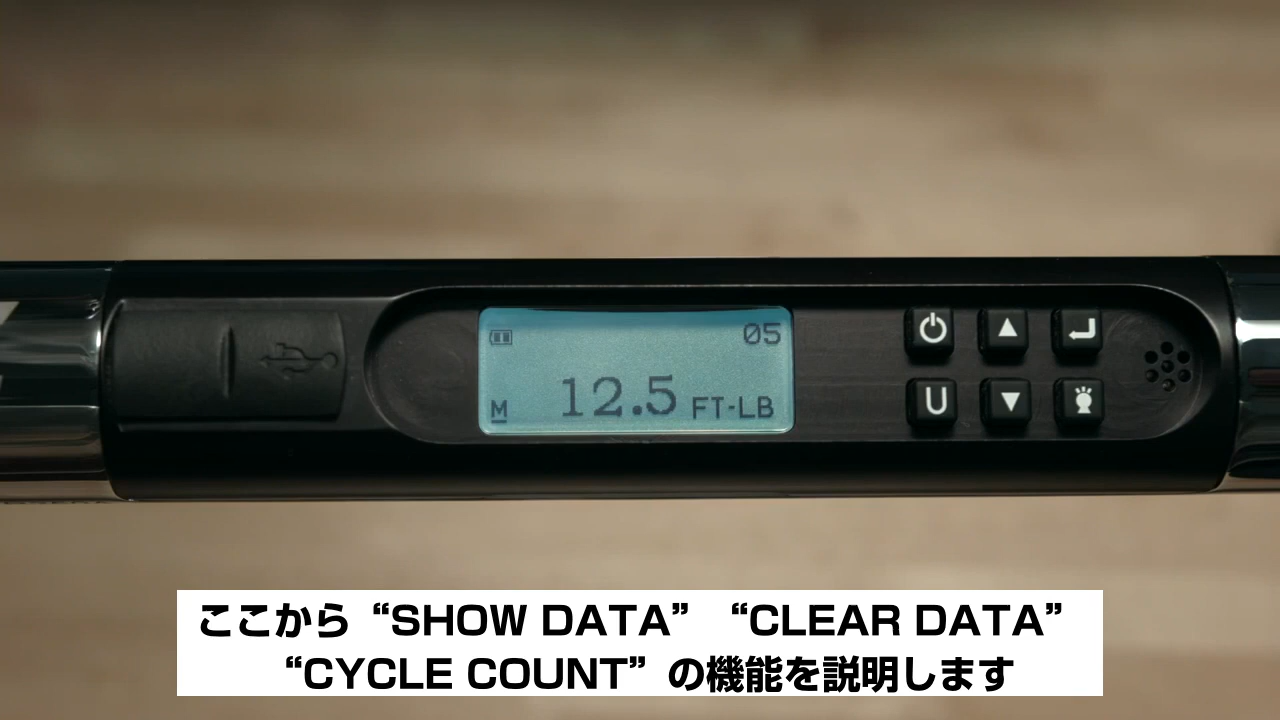 05
M 12.5 FT-LB
U
ここから“SHOW DATA” “CLEAR DATA”
“CYCLE COUNT”の機能を説明します